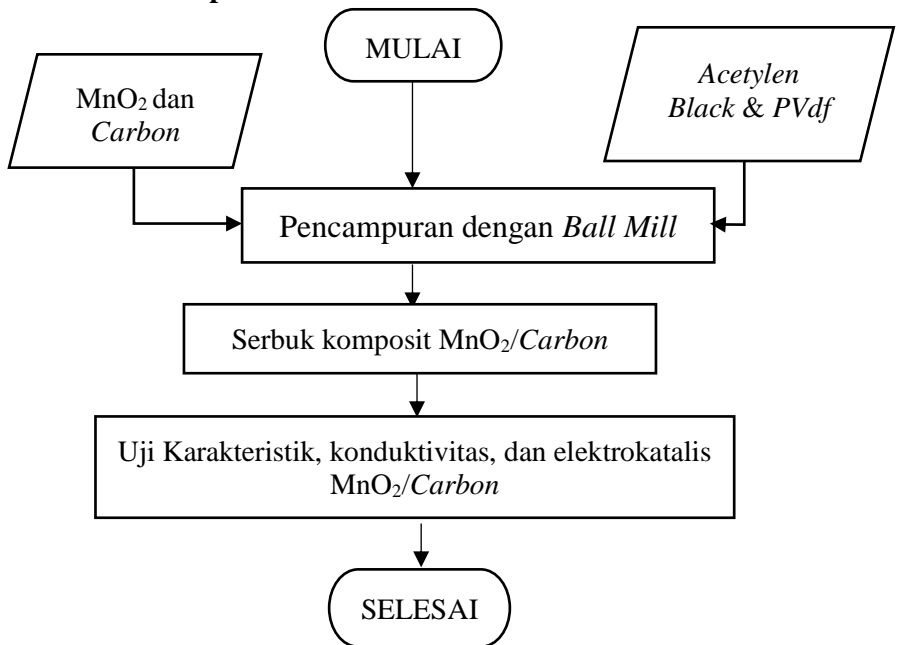 MULAI
MnO₂ dan
Carbon
Acetylen
Black & PVdf
Pencampuran dengan Ball Mill
Serbuk komposit MnO₂/Carbon
Uji Karakteristik, konduktivitas, dan elektrokatalis
MnO₂/Carbon
SELESAI